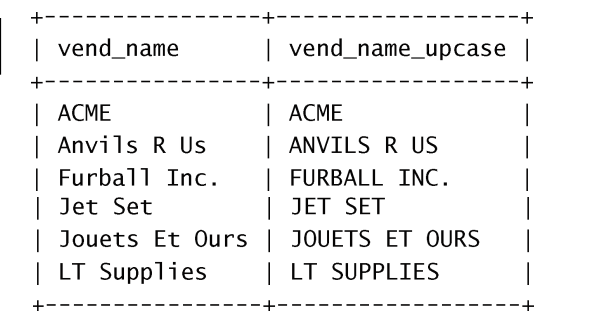 +----------------+------------------+
| vend_name      | vend_name_upcase |
+----------------+------------------+
| ACME           | ACME             |
| Anvils R Us    | ANVILS R US      |
| Furball Inc.   | FURBALL INC.     |
| Jet Set        | JET SET          |
| Jouets Et Ours | JOUETS ET OURS   |
| LT Supplies    | LT SUPPLIES      |
+----------------+------------------+